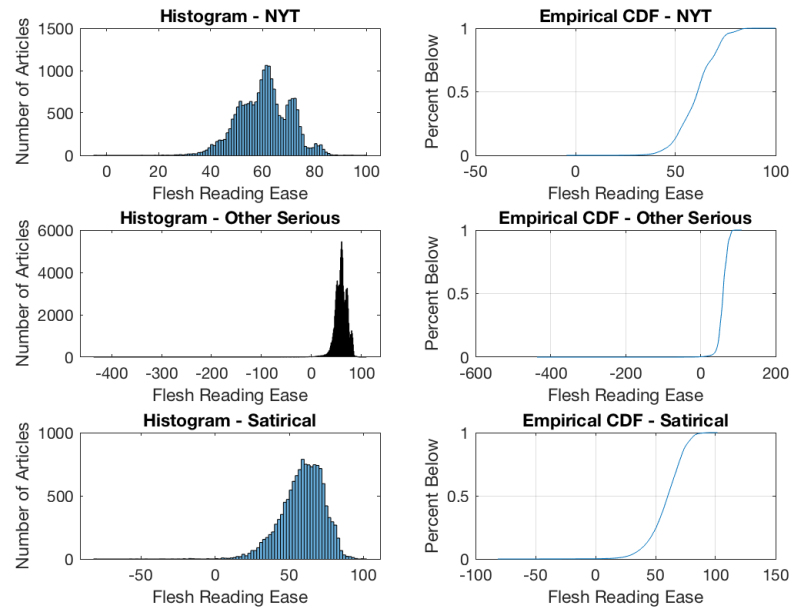 Histogram - NYT
Number of Articles
1500
1000
500
0
0 20 40 60 80 100
Flesh Reading Ease
Empirical CDF - NYT
Percent Below
1
0.5
0
-50 0 50 100
Flesh Reading Ease
Histogram - Other Serious
Number of Articles
6000
4000
2000
0
-400 -300 -200 -100 0 100
Flesh Reading Ease
Empirical CDF - Other Serious
Percent Below
1
0.5
0
-600 -400 -200 0 200
Flesh Reading Ease
Histogram - Satirical
Number of Articles
1000
500
0
-50 0 50 100
Flesh Reading Ease
Empirical CDF - Satirical
Percent Below
1
0.5
0
-100 -50 0 50 100 150
Flesh Reading Ease